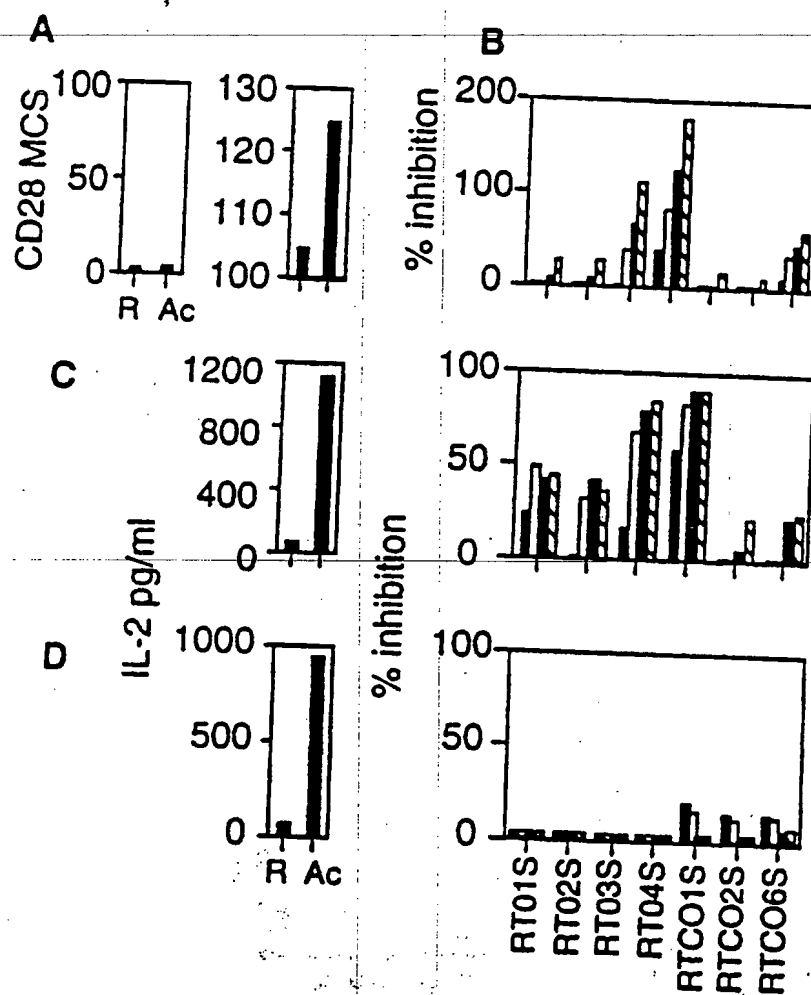 A
B
CD28 MCS
100
50
0
R Ac
130
120
110
100
% inhibition
200
100
0
C
1200
800
400
0
100
50
0
IL-2 pg/ml
% inhibition
D
1000
500
0
R Ac
100
50
0
RT01S
RT02S
RT03S
RT04S
RTCO1S
RTCO2S
RTCO6S